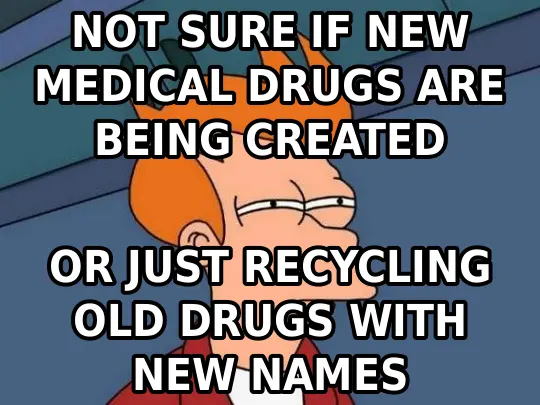 NOT SURE IF NEW
MEDICAL DRUGS ARE
BEING CREATED
OR JUST RECYCLING
OLD DRUGS WITH
NEW NAMES